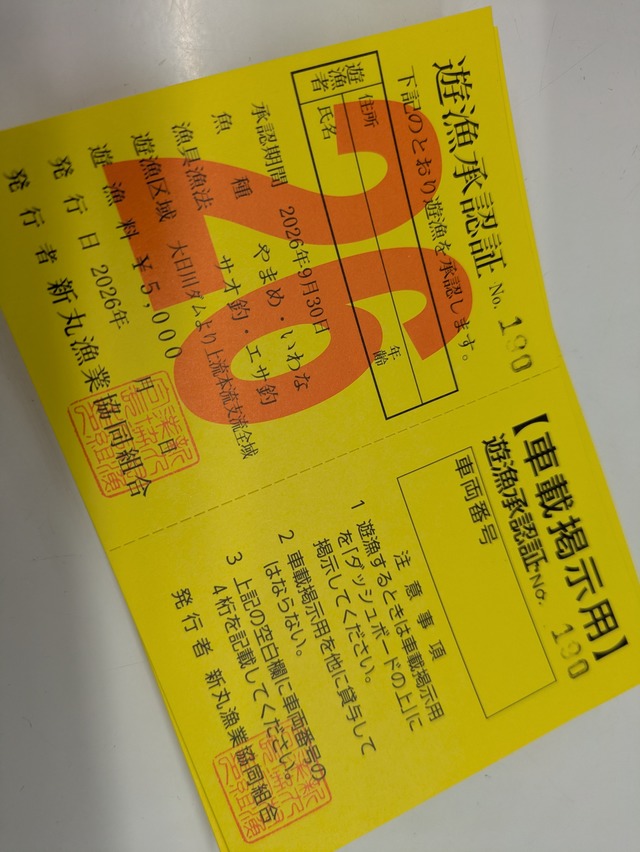 遊漁承認証 No. 190
下記のとおり遊漁を承認します。
遊漁者
住所
氏名
年齢
26
承認期間 2026年9月30日
魚種 やまめ・いわな
漁具漁法 サオ釣・エサ釣
遊漁区域 大日川ダムより上流本流支流全域
遊漁料 ¥5,000
発行日 2026年 月 日
発行者 新丸漁業協同組合
【車載掲示用】
遊漁承認証 No. 190
車両番号
注意事項
1 遊漁するときは車載掲示用
を「ダッシュボードの上」に
掲示してください。
2 車載掲示用を他に貸与して
はならない。
3 上記の空白欄に車両番号の
4桁を記載してください。
発行者 新丸漁業協同組合